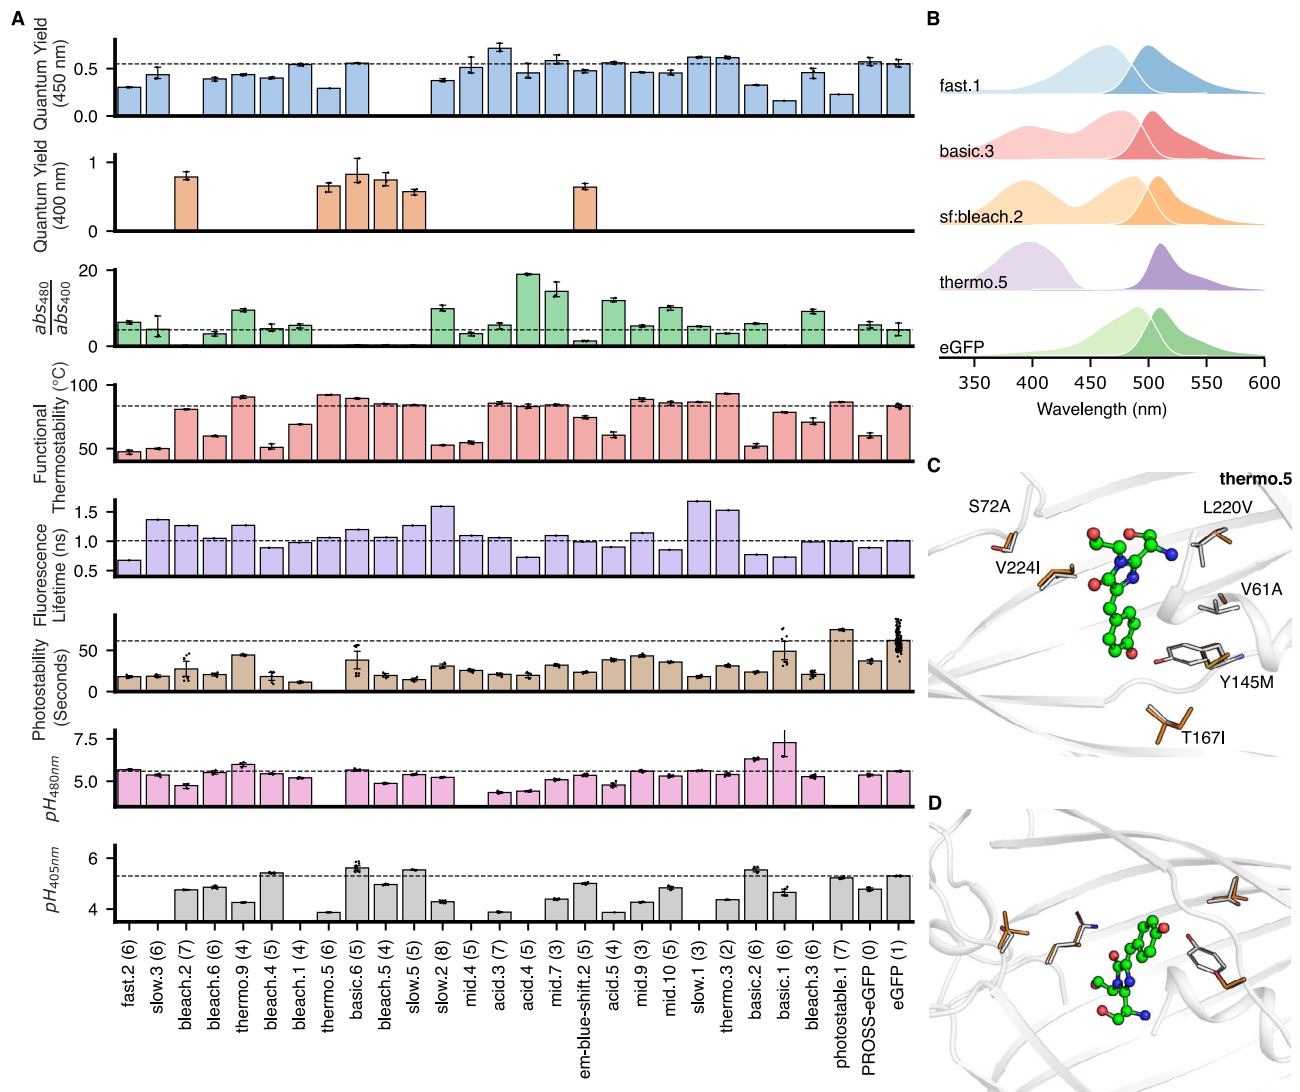 A
Quantum Yield
(450 nm)
0.5
0.0
Quantum Yield
(400 nm)
1
0
abs480
abs400
20
0
Functional
Thermostability (°C)
100
50
Fluorescence
Lifetime (ns)
1.5
1.0
0.5
Photostability
(Seconds)
50
0
pH480nm
7.5
5.0
pH405nm
6
4
fast.2 (6)
slow.3 (6)
bleach.2 (7)
bleach.6 (6)
thermo.9 (4)
bleach.4 (5)
bleach.1 (4)
thermo.5 (6)
basic.6 (5)
bleach.5 (4)
slow.5 (5)
slow.2 (8)
mid.4 (5)
acid.3 (7)
acid.4 (5)
mid.7 (3)
em-blue-shift.2 (5)
acid.5 (4)
mid.9 (3)
mid.10 (5)
slow.1 (3)
thermo.3 (2)
basic.2 (6)
basic.1 (6)
bleach.3 (6)
photostable.1 (7)
PROSS-eGFP (0)
eGFP (1)
B
fast.1
basic.3
sf:bleach.2
thermo.5
eGFP
350 400 450 500 550 600
Wavelength (nm)
C
thermo.5
S72A
L220V
V224I
V61A
Y145M
T167I
D